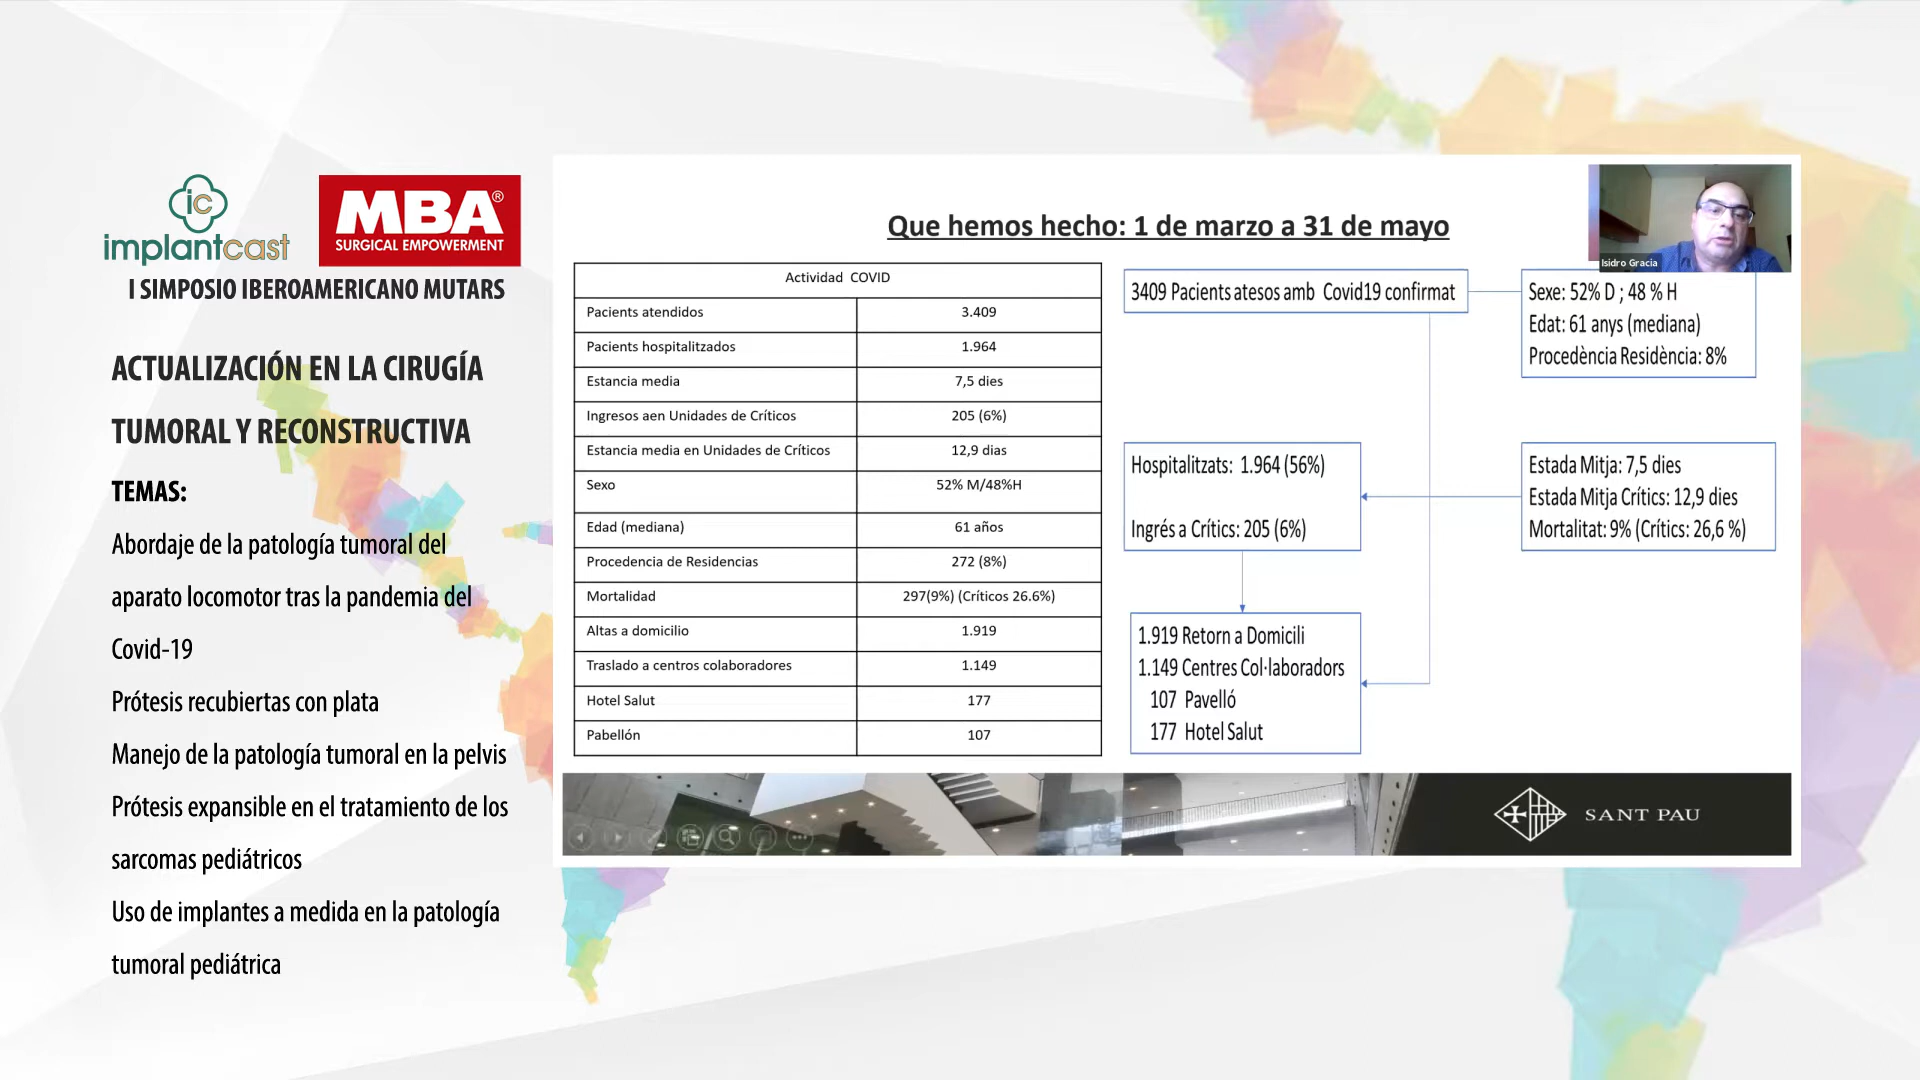 ic
implantcast
MBA®
SURGICAL EMPOWERMENT
I SIMPOSIO IBEROAMERICANO MUTARS
ACTUALIZACIÓN EN LA CIRUGÍA
TUMORAL Y RECONSTRUCTIVA
TEMAS:
Abordaje de la patología tumoral del
aparato locomotor tras la pandemia del
Covid-19
Prótesis recubiertas con plata
Manejo de la patología tumoral en la pelvis
Prótesis expansible en el tratamiento de los
sarcomas pediátricos
Uso de implantes a medida en la patología
tumoral pediátrica
Que hemos hecho: 1 de marzo a 31 de mayo
Isidro Gracia
Actividad COVID
Pacients atendidos 3.409
Pacients hospitalitzados 1.964
Estancia media 7,5 dies
Ingresos aen Unidades de Críticos 205 (6%)
Estancia media en Unidades de Críticos 12,9 dias
Sexo 52% M/48%H
Edad (mediana) 61 años
Procedencia de Residencias 272 (8%)
Mortalidad 297(9%) (Críticos 26.6%)
Altas a domicilio 1.919
Traslado a centros colaboradores 1.149
Hotel Salut 177
Pabellón 107
3409 Pacients atesos amb Covid19 confirmat
Sexe: 52% D ; 48 % H
Edat: 61 anys (mediana)
Procedència Residència: 8%
Hospitalitzats: 1.964 (56%)
Ingrés a Crítics: 205 (6%)
Estada Mitja: 7,5 dies
Estada Mitja Crítics: 12,9 dies
Mortalitat: 9% (Crítics: 26,6 %)
1.919 Retorn a Domicili
1.149 Centres Col·laboradors
107 Pavelló
177 Hotel Salut
SANT PAU